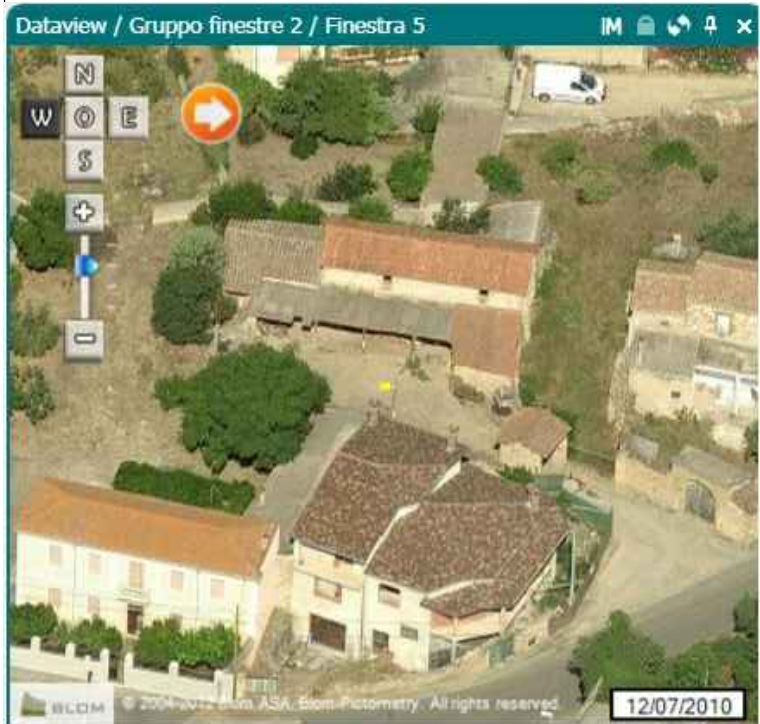 Dataview / Gruppo finestre 2 / Finestra 5
IM
N
W O E
S
BLOM
© 2004-2012 Blom ASA, Blom Pictometry. All rights reserved
12/07/2010